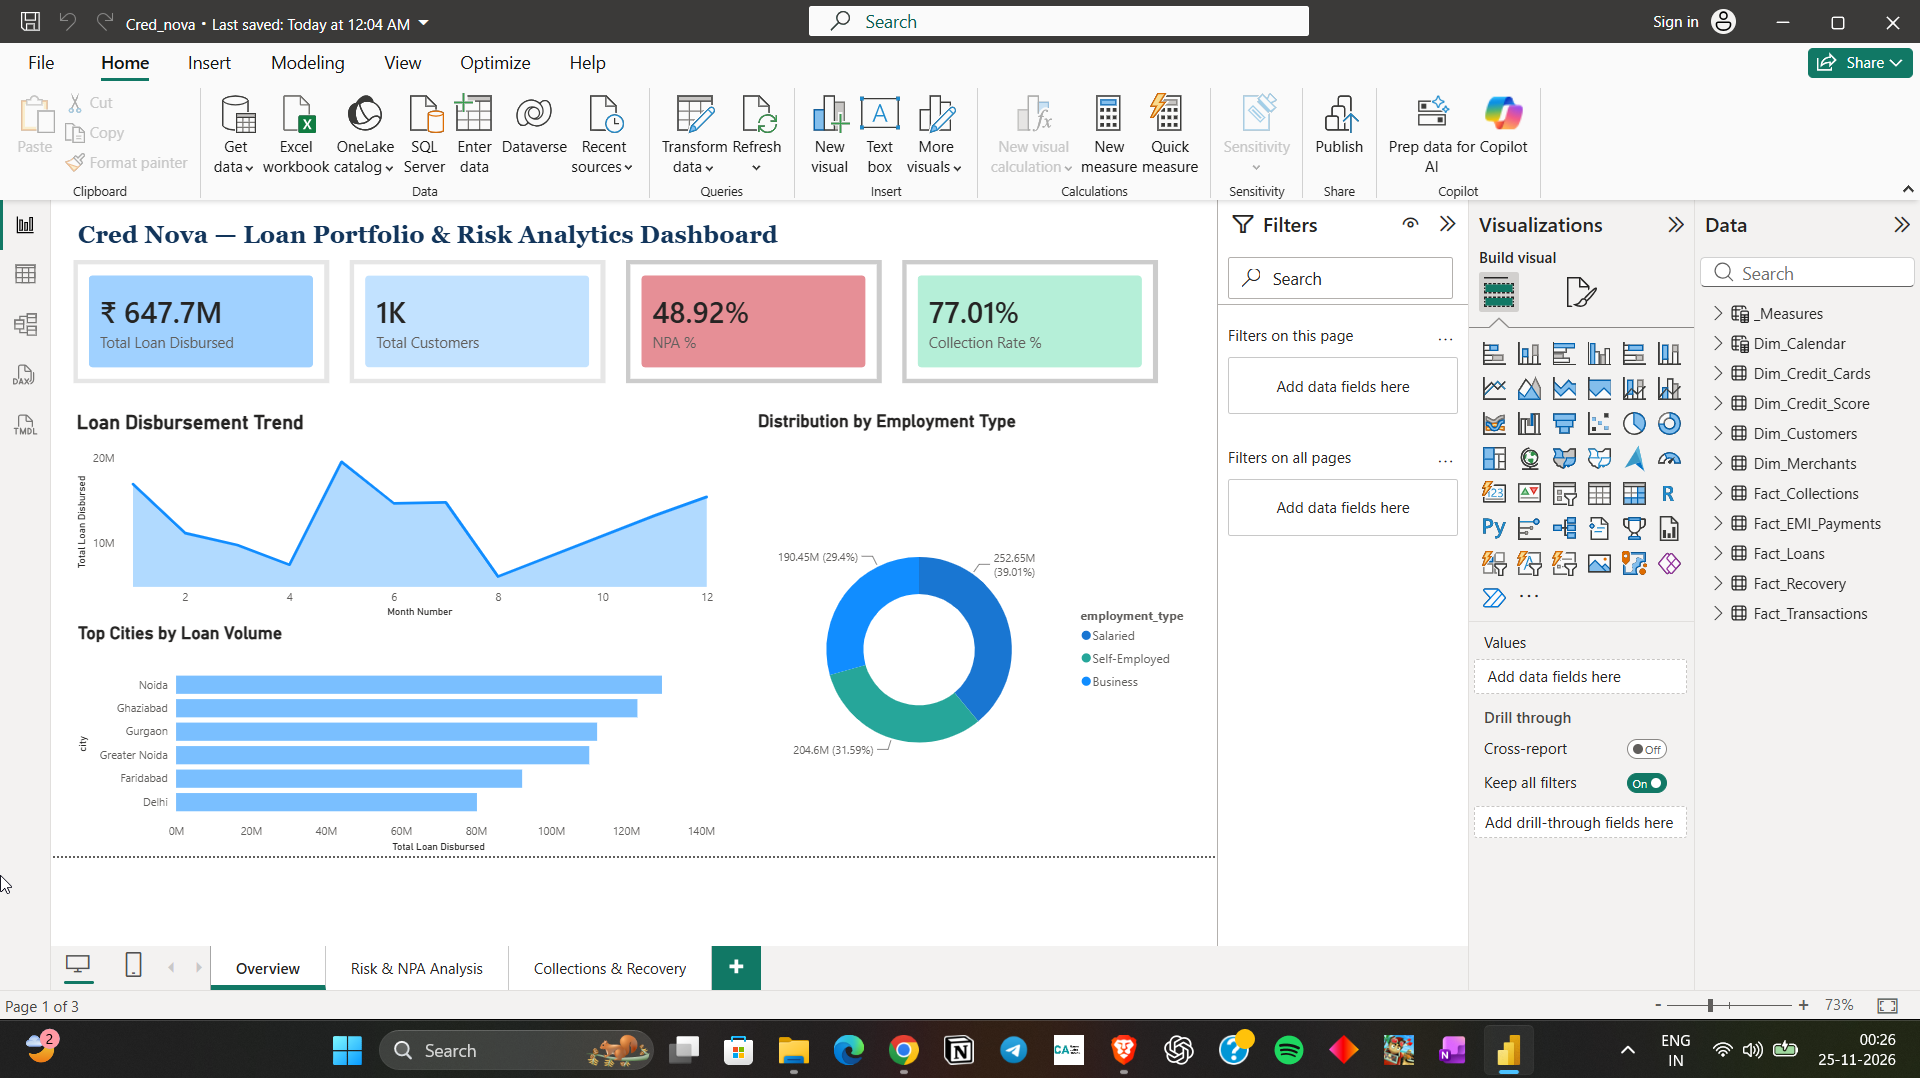 Cred_nova • Last saved: Today at 12:04 AM
Search
Sign in
File
Home
Insert
Modeling
View
Optimize
Help
Share
Paste
Cut
Copy
Format painter
Clipboard
Get data
Excel workbook
OneLake catalog
SQL Server
Enter data
Dataverse
Recent sources
Data
Transform data
Refresh
Queries
New visual
Text box
More visuals
Insert
New visual calculation
New measure
Quick measure
Calculations
Sensitivity
Sensitivity
Publish
Share
Prep data for AI
Copilot
Copilot
DAX
TMDL
Cred Nova — Loan Portfolio & Risk Analytics Dashboard
₹ 647.7M
Total Loan Disbursed
1K
Total Customers
48.92%
NPA %
77.01%
Collection Rate %
Loan Disbursement Trend
20M
10M
Total Loan Disbursed
2
4
6
8
10
12
Month Number
Distribution by Employment Type
190.45M (29.4%)
252.65M
(39.01%)
204.6M (31.59%)
employment_type
Salaried
Self-Employed
Business
Top Cities by Loan Volume
city
Noida
Ghaziabad
Gurgaon
Greater Noida
Faridabad
Delhi
0M
20M
40M
60M
80M
100M
120M
140M
Total Loan Disbursed
Filters
Search
Filters on this page
...
Add data fields here
Filters on all pages
...
Add data fields here
Visualizations
Build visual
123
R
Py
...
Values
Add data fields here
Drill through
Cross-report
Off
Keep all filters
On
Add drill-through fields here
Data
Search
_Measures
Dim_Calendar
Dim_Credit_Cards
Dim_Credit_Score
Dim_Customers
Dim_Merchants
Fact_Collections
Fact_EMI_Payments
Fact_Loans
Fact_Recovery
Fact_Transactions
Overview
Risk & NPA Analysis
Collections & Recovery
+
Page 1 of 3
-
+
73%
2
Search
ENG
IN
00:26
25-11-2026